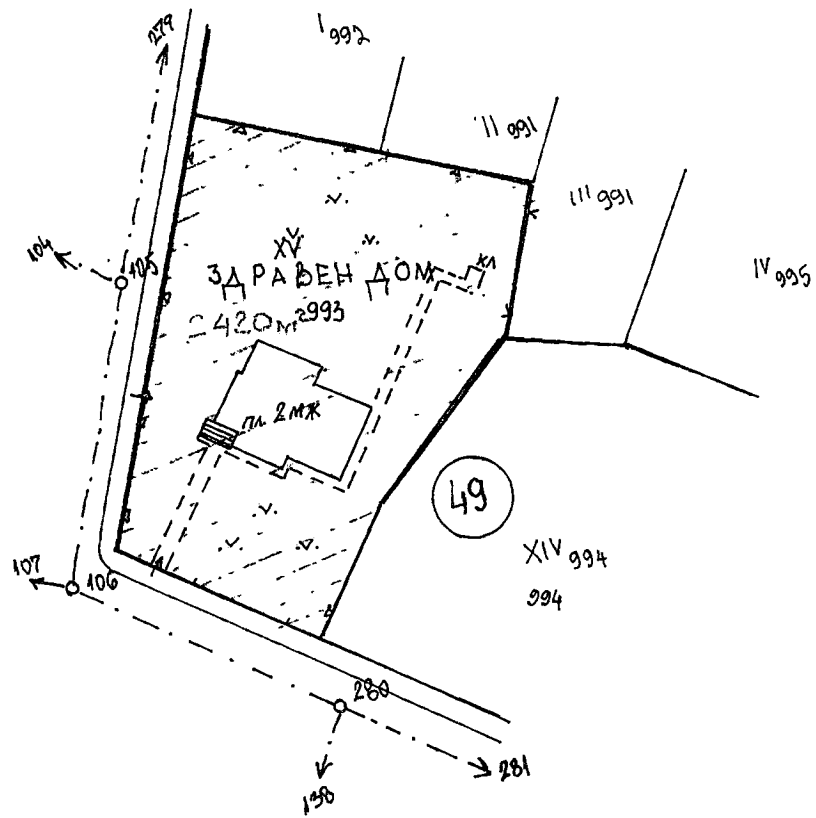 279
I 992
II 991
III 991
IV 995
104
105
XV
ЗДРАВЕН ДОМ
КЛ
2420м² 993
пл. 2МЖ
49
XIV 994
994
107
106
280
281
138